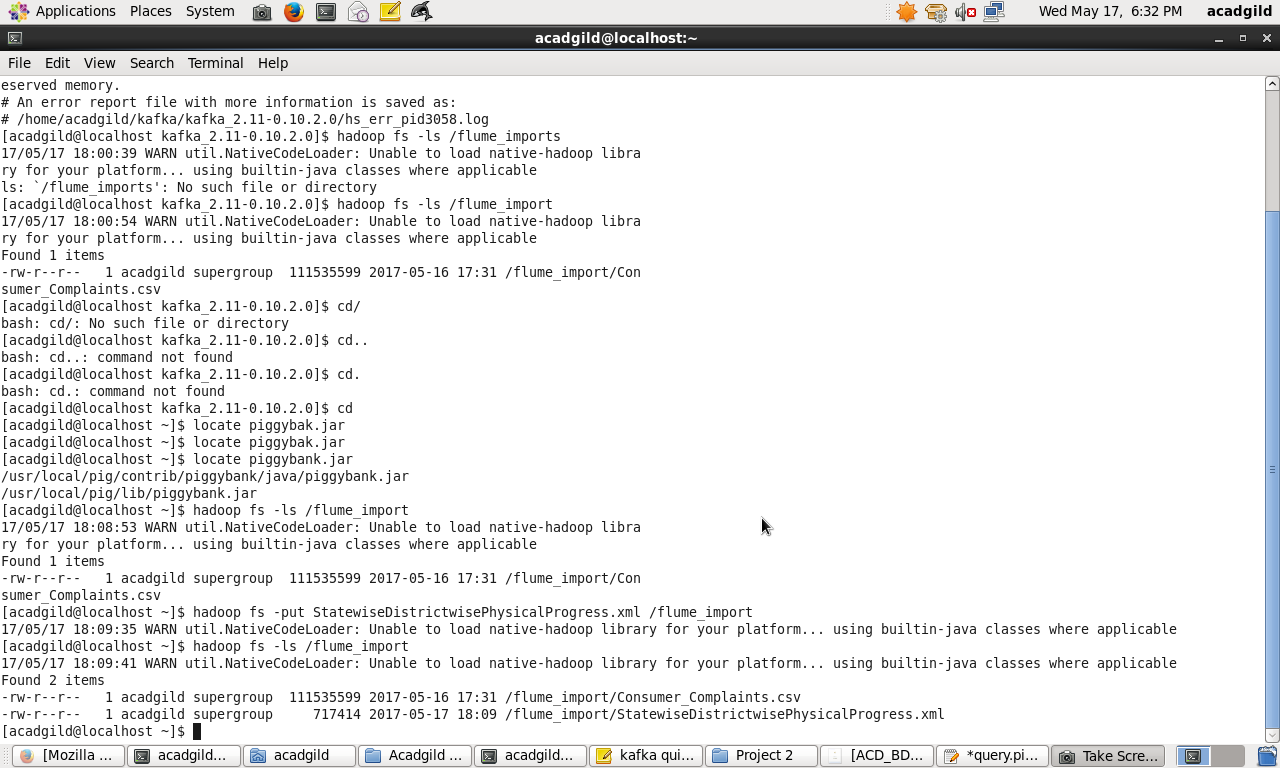 Applications Places System Wed May 17, 6:32 PM acadgild
acadgild@localhost:~
File Edit View Search Terminal Help
eserved memory.
# An error report file with more information is saved as:
# /home/acadgild/kafka/kafka_2.11-0.10.2.0/hs_err_pid3058.log
[acadgild@localhost kafka_2.11-0.10.2.0]$ hadoop fs -ls /flume_imports
17/05/17 18:00:39 WARN util.NativeCodeLoader: Unable to load native-hadoop libra
ry for your platform... using builtin-java classes where applicable
ls: `/flume_imports': No such file or directory
[acadgild@localhost kafka_2.11-0.10.2.0]$ hadoop fs -ls /flume_import
17/05/17 18:00:54 WARN util.NativeCodeLoader: Unable to load native-hadoop libra
ry for your platform... using builtin-java classes where applicable
Found 1 items
-rw-r--r--   1 acadgild supergroup  111535599 2017-05-16 17:31 /flume_import/Con
sumer_Complaints.csv
[acadgild@localhost kafka_2.11-0.10.2.0]$ cd/
bash: cd/: No such file or directory
[acadgild@localhost kafka_2.11-0.10.2.0]$ cd..
bash: cd..: command not found
[acadgild@localhost kafka_2.11-0.10.2.0]$ cd.
bash: cd.: command not found
[acadgild@localhost kafka_2.11-0.10.2.0]$ cd
[acadgild@localhost ~]$ locate piggybak.jar
[acadgild@localhost ~]$ locate piggybak.jar
[acadgild@localhost ~]$ locate piggybank.jar
/usr/local/pig/contrib/piggybank/java/piggybank.jar
/usr/local/pig/lib/piggybank.jar
[acadgild@localhost ~]$ hadoop fs -ls /flume_import
17/05/17 18:08:53 WARN util.NativeCodeLoader: Unable to load native-hadoop libra
ry for your platform... using builtin-java classes where applicable
Found 1 items
-rw-r--r--   1 acadgild supergroup  111535599 2017-05-16 17:31 /flume_import/Con
sumer_Complaints.csv
[acadgild@localhost ~]$ hadoop fs -put StatewiseDistrictwisePhysicalProgress.xml /flume_import
17/05/17 18:09:35 WARN util.NativeCodeLoader: Unable to load native-hadoop library for your platform... using builtin-java classes where applicable
[acadgild@localhost ~]$ hadoop fs -ls /flume_import
17/05/17 18:09:41 WARN util.NativeCodeLoader: Unable to load native-hadoop library for your platform... using builtin-java classes where applicable
Found 2 items
-rw-r--r--   1 acadgild supergroup  111535599 2017-05-16 17:31 /flume_import/Consumer_Complaints.csv
-rw-r--r--   1 acadgild supergroup     717414 2017-05-17 18:09 /flume_import/StatewiseDistrictwisePhysicalProgress.xml
[acadgild@localhost ~]$
[Mozilla ... acadgild... acadgild Acadgild ... acadgild... kafka qui... Project 2 [ACD_BD... *query.pi... Take Scre...